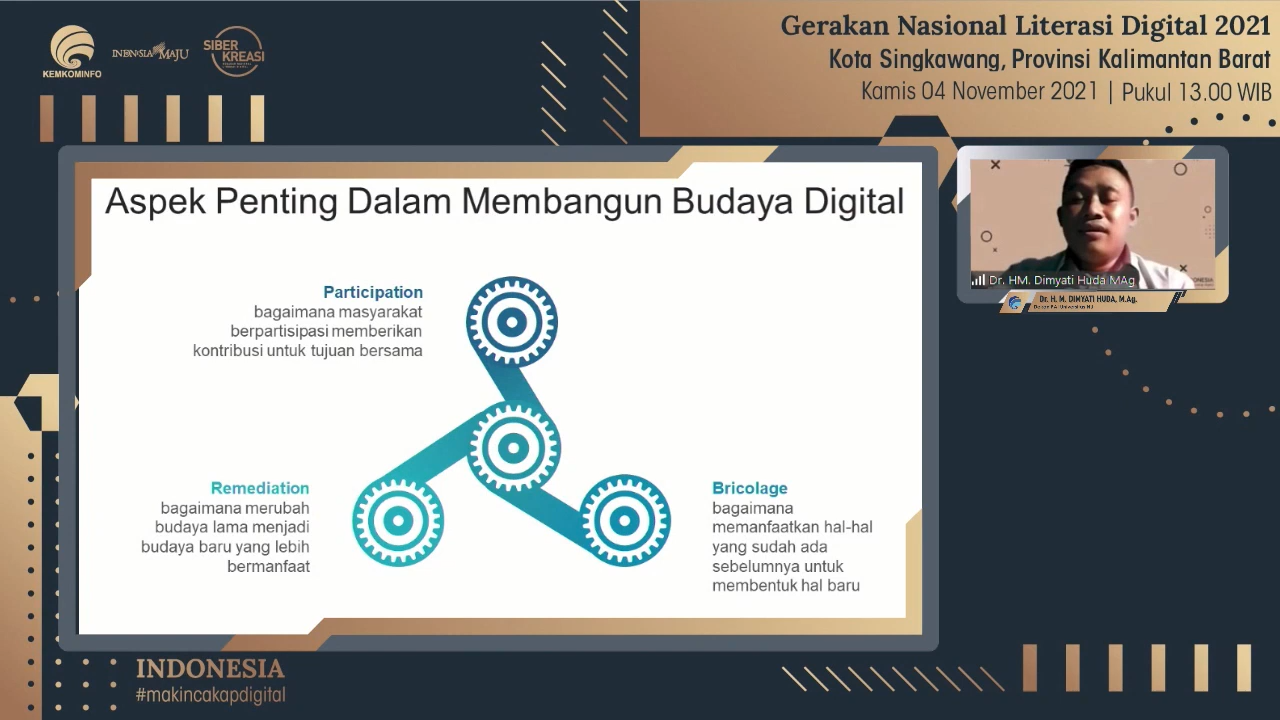 KEMKOMINFO
INDONESIA MAJU
SIBER
KREASI
Gerakan Nasional Literasi Digital 2021
Kota Singkawang, Provinsi Kalimantan Barat
Kamis 04 November 2021 | Pukul 13.00 WIB
Aspek Penting Dalam Membangun Budaya Digital
Participation
bagaimana masyarakat
berpartisipasi memberikan
kontribusi untuk tujuan bersama
Remediation
bagaimana merubah
budaya lama menjadi
budaya baru yang lebih
bermanfaat
Bricolage
bagaimana
memanfaatkan hal-hal
yang sudah ada
sebelumnya untuk
membentuk hal baru
Dr. HM. Dimyati Huda MAg
Dr. H. M. DIMYATI HUDA, M.Ag.
INDONESIA
#makincakapdigital